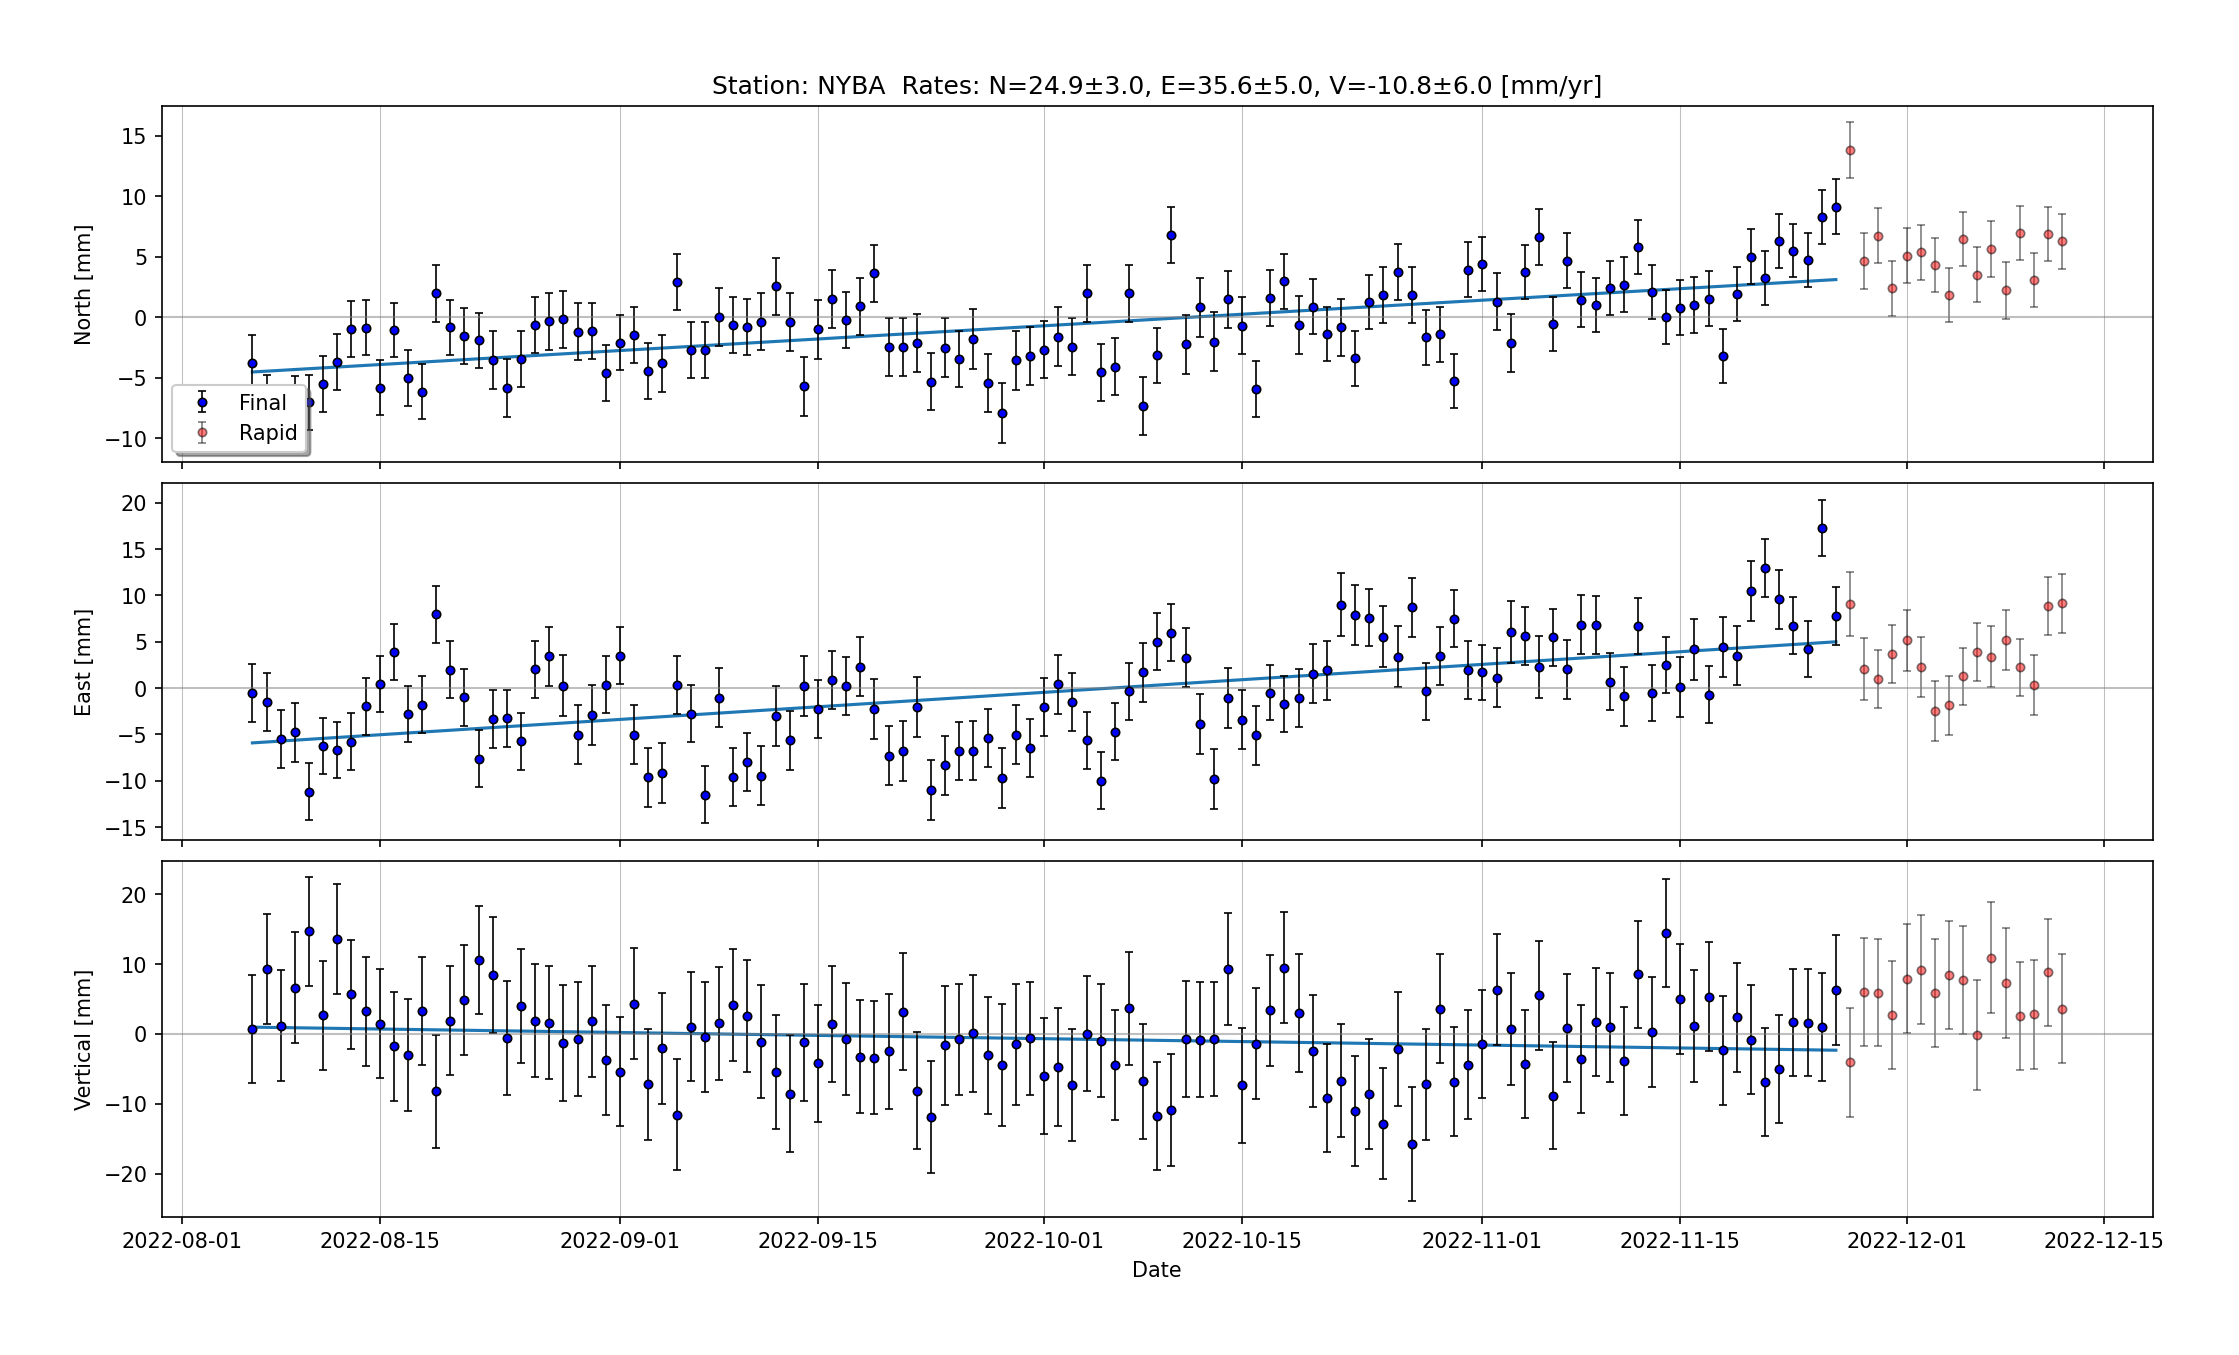 Station: NYBA  Rates: N=24.9±3.0, E=35.6±5.0, V=-10.8±6.0 [mm/yr]
North [mm]
15
10
5
0
−5
−10
Final
Rapid
East [mm]
20
15
10
5
0
−5
−10
−15
Vertical [mm]
20
10
0
−10
−20
2022-08-01 2022-08-15 2022-09-01 2022-09-15 2022-10-01 2022-10-15 2022-11-01 2022-11-15 2022-12-01 2022-12-15
Date